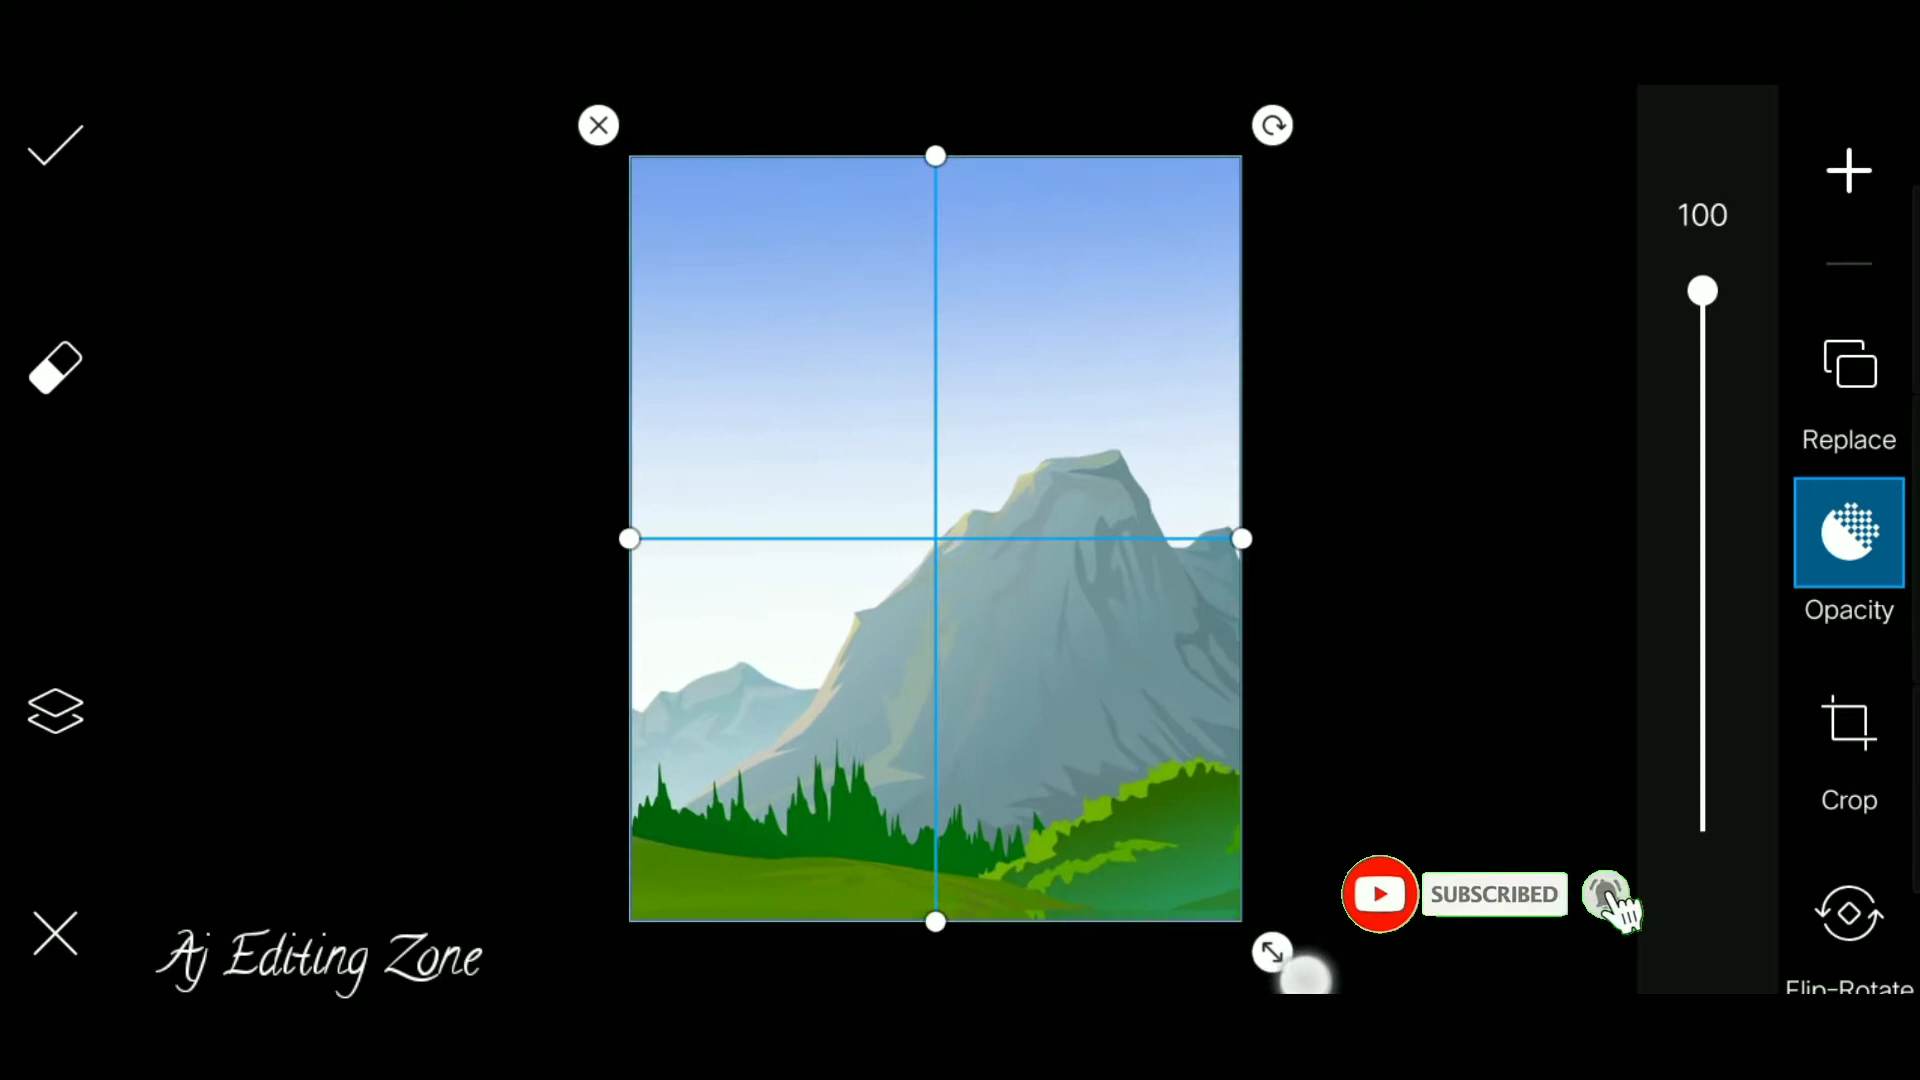 100
Replace
Opacity
Crop
SUBSCRIBED
Aj Editing Zone
Flip-Rotate